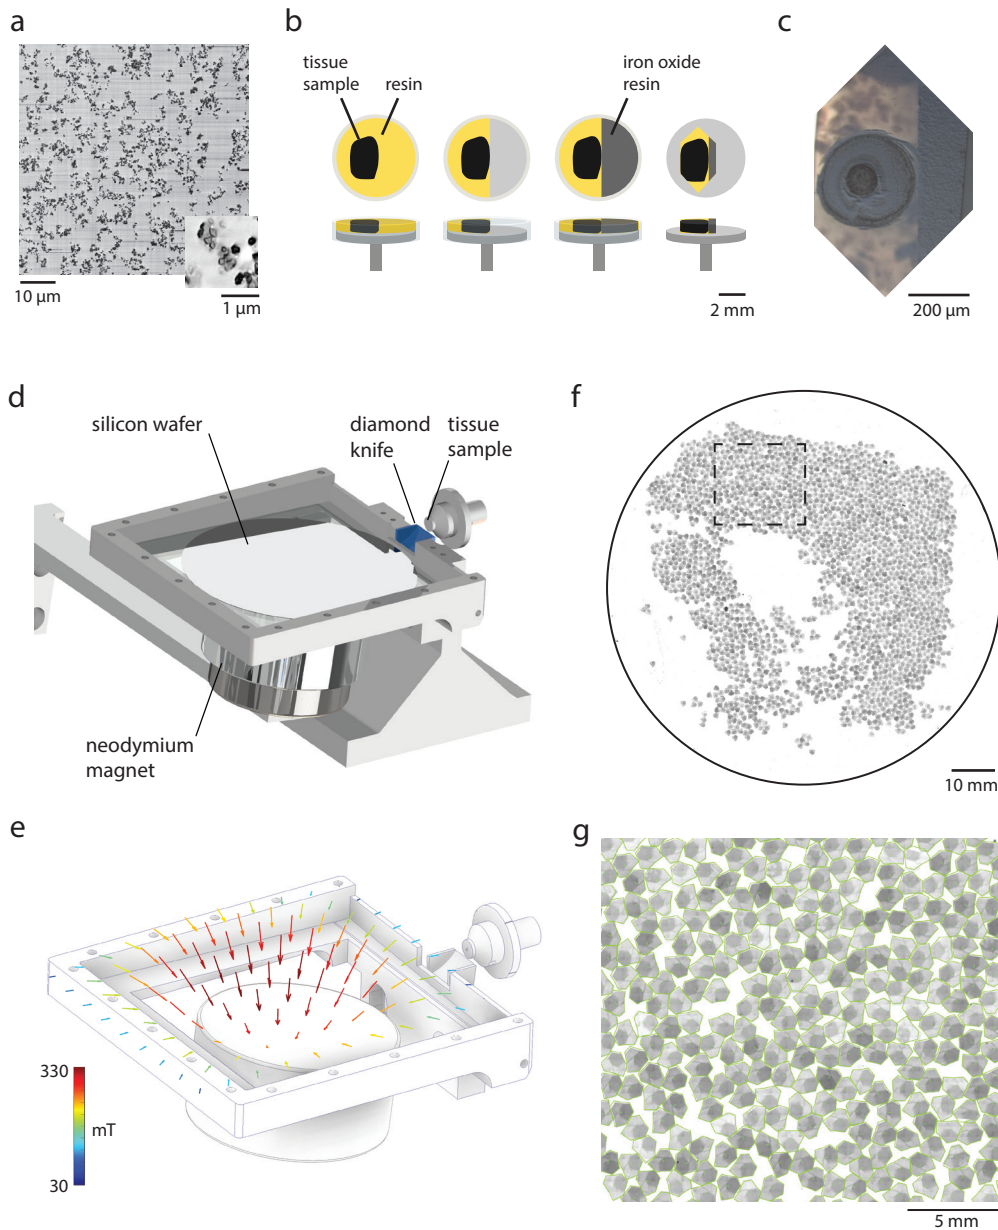 a
10 µm
1 µm
b
tissue
sample
resin
iron oxide
resin
2 mm
c
200 µm
d
silicon wafer
diamond
knife
tissue
sample
neodymium
magnet
e
330
mT
30
f
10 mm
g
5 mm